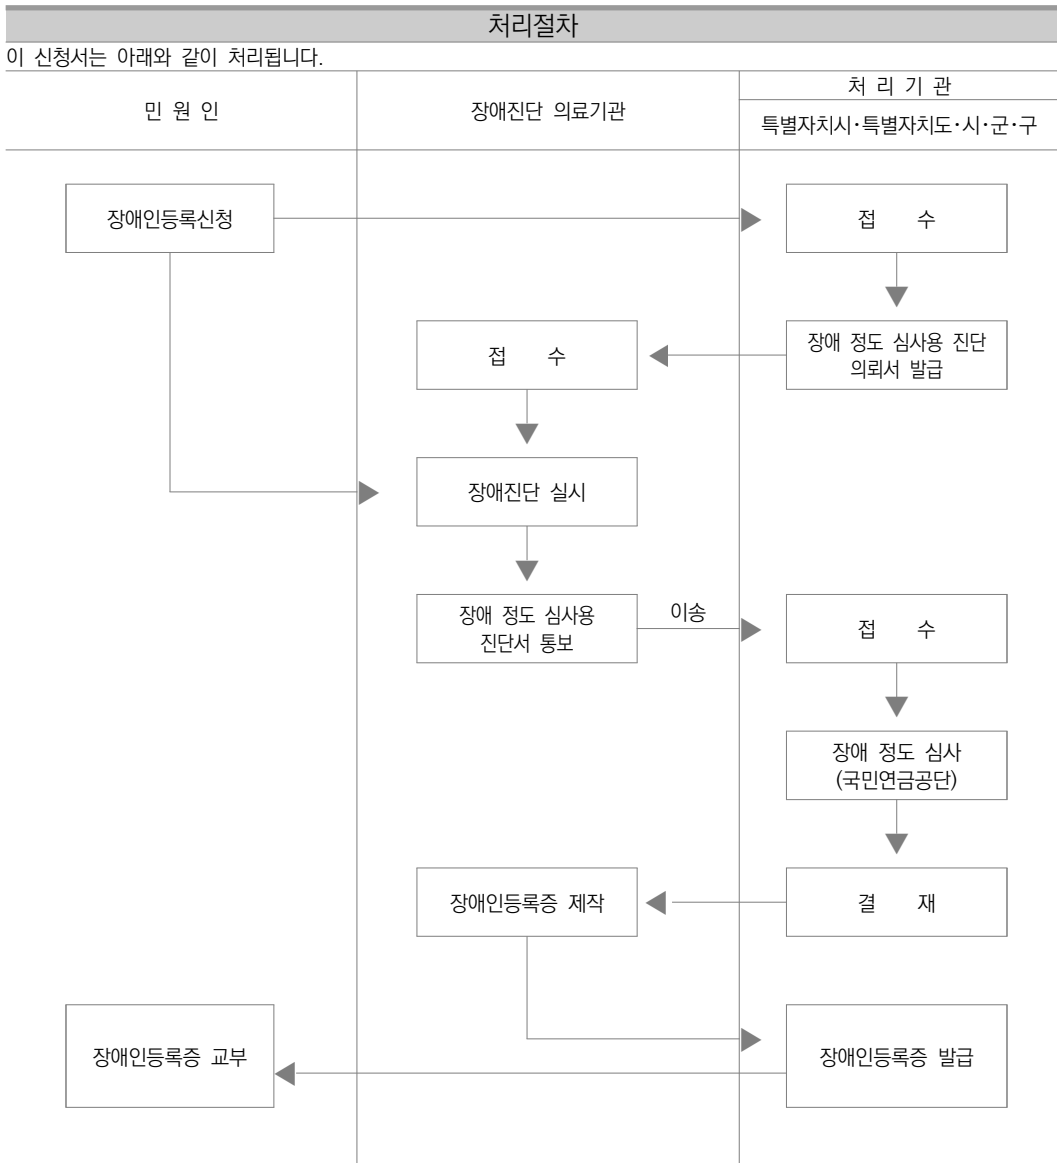 처리절차
이 신청서는 아래와 같이 처리됩니다.
민 원 인
장애진단 의료기관
처 리 기 관
특별자치시·특별자치도·시·군·구
장애인등록신청
접 수
접 수
장애 정도 심사용 진단
의뢰서 발급
장애진단 실시
장애 정도 심사용
진단서 통보
이송
접 수
장애 정도 심사
(국민연금공단)
장애인등록증 제작
결 재
장애인등록증 교부
장애인등록증 발급